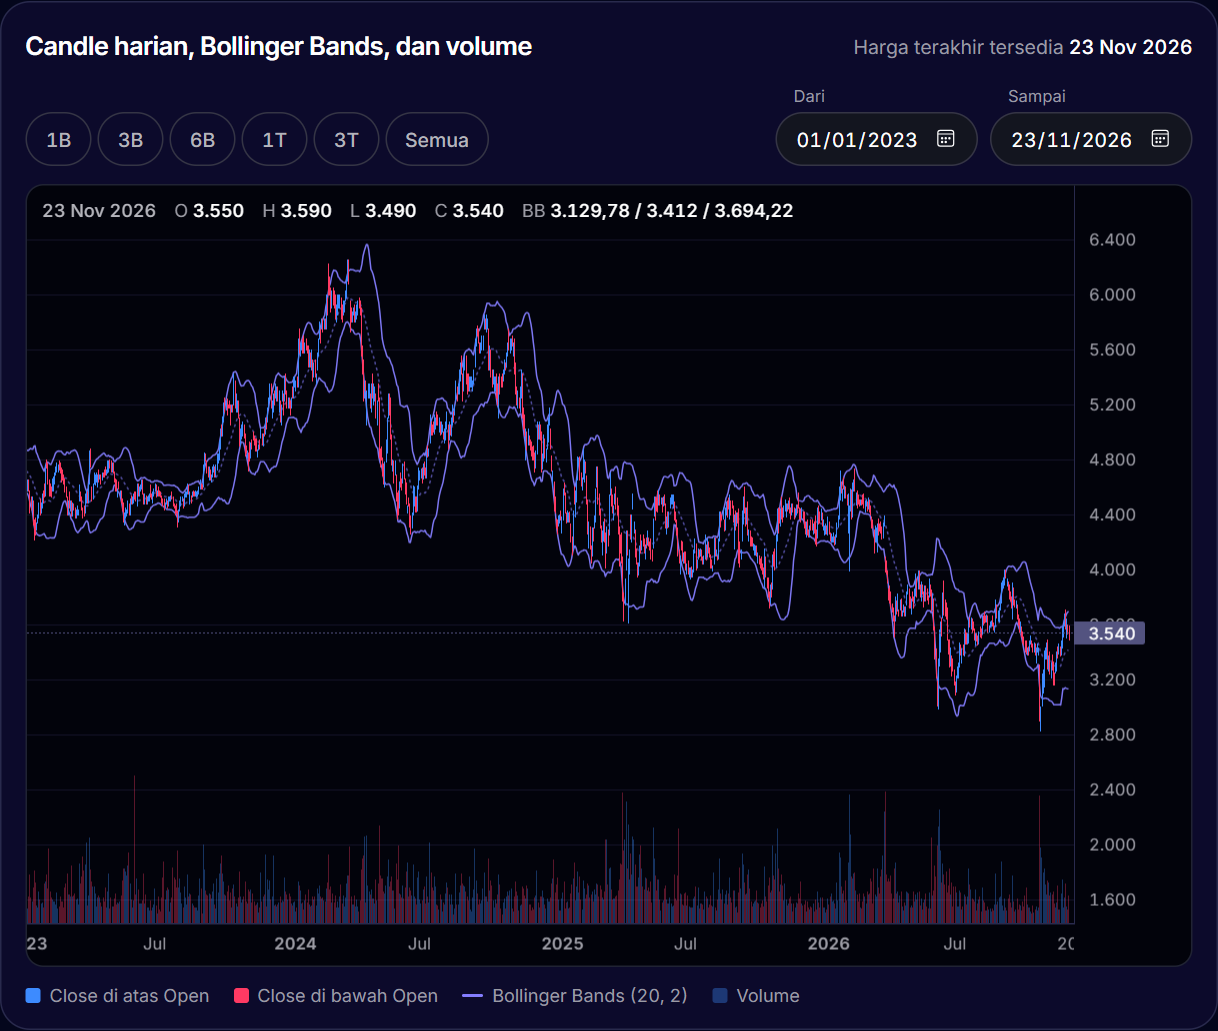 Candle harian, Bollinger Bands, dan volume
Harga terakhir tersedia 23 Nov 2026
Dari
Sampai
1B 3B 6B 1T 3T Semua
01/01/2023
23/11/2026
23 Nov 2026 O 3.550 H 3.590 L 3.490 C 3.540 BB 3.129,78 / 3.412 / 3.694,22
6.400
6.000
5.600
5.200
4.800
4.400
4.000
3.540
3.200
2.800
2.400
2.000
1.600
23 Jul 2024 Jul 2025 Jul 2026 Jul
Close di atas Open
Close di bawah Open
Bollinger Bands (20, 2)
Volume